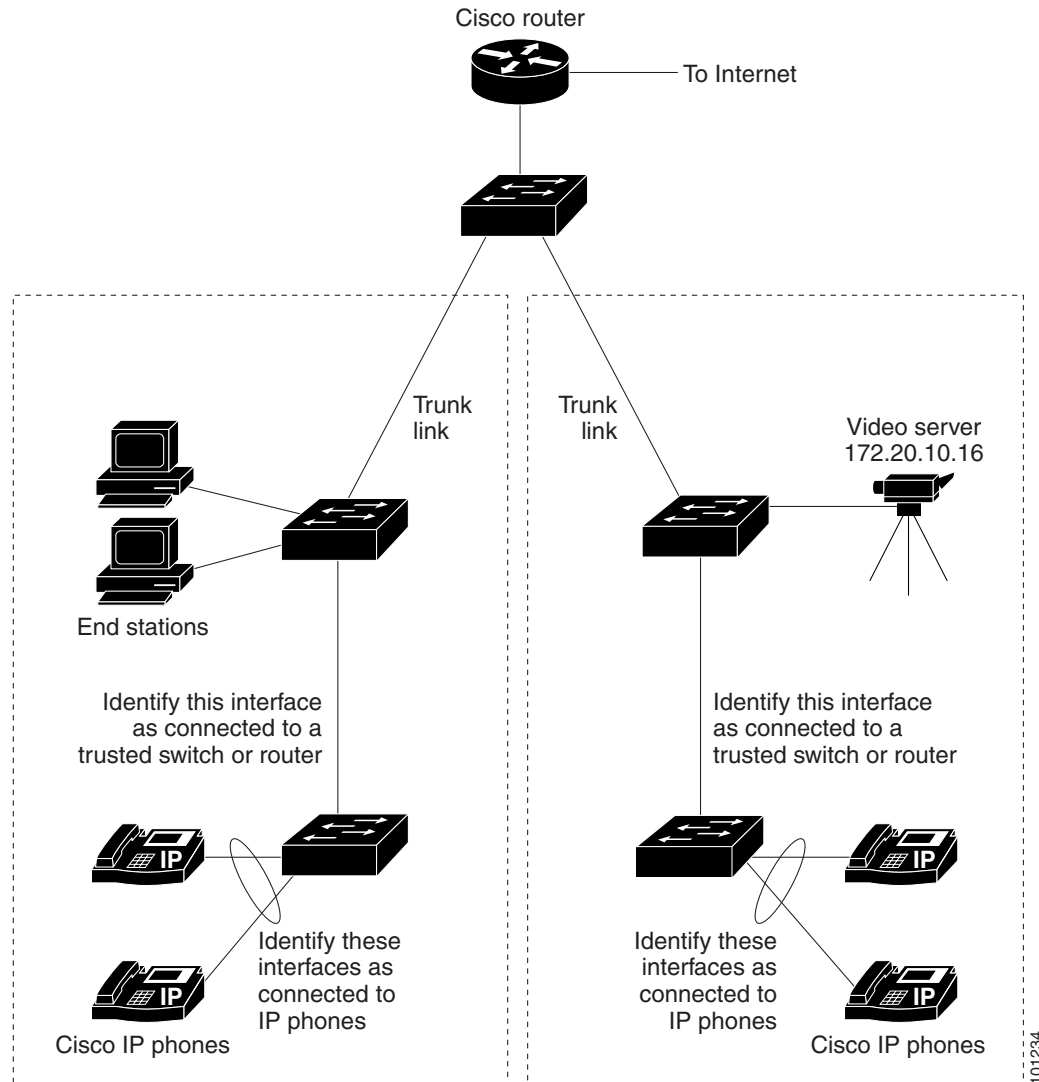 Cisco router
To Internet
Trunk
link
Trunk
link
Video server
172.20.10.16
End stations
Identify this interface
as connected to a
trusted switch or router
Identify this interface
as connected to a
trusted switch or router
IP
IP
Identify these
interfaces as
connected to
IP phones
Identify these
interfaces as
connected to
IP phones
IP
IP
Cisco IP phones
Cisco IP phones
101234